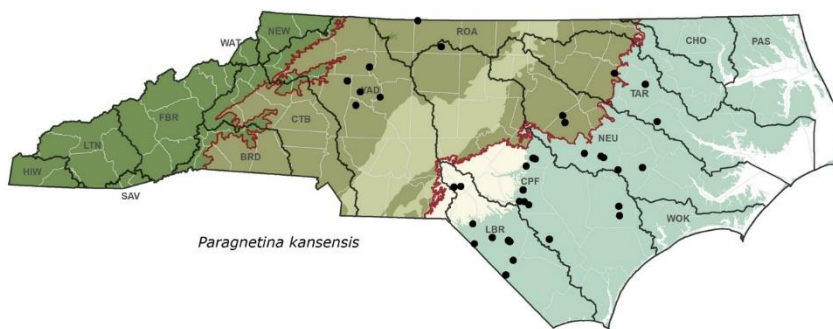 NEW
WAT
ROA
CHO
PAS
YAD
TAR
FBR
CTB
LTN
NEU
BRD
HIW
CPF
SAV
WOK
LBR
Paragnetina kansensis